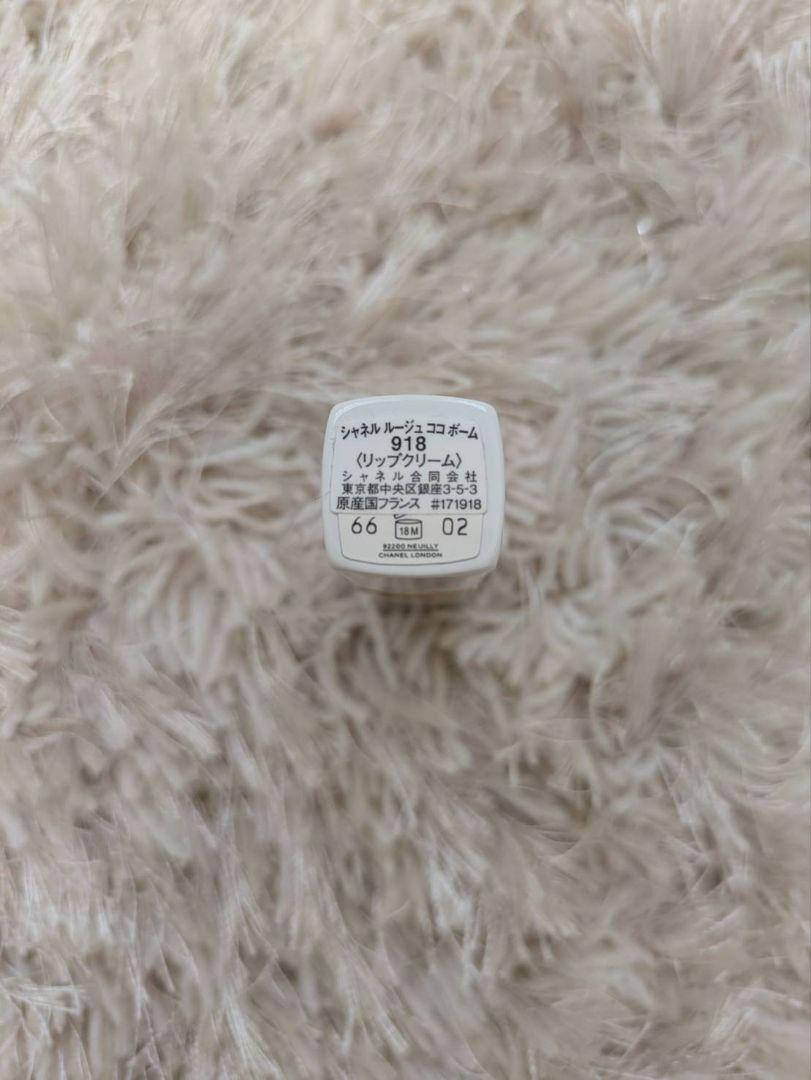 シャネル ルージュ ココ ボーム
918
〈リップクリーム〉
シャネル合同会社
東京都中央区銀座3-5-3
原産国フランス #171918
66 18M 02
92200 NEUILLY
CHANEL LONDON